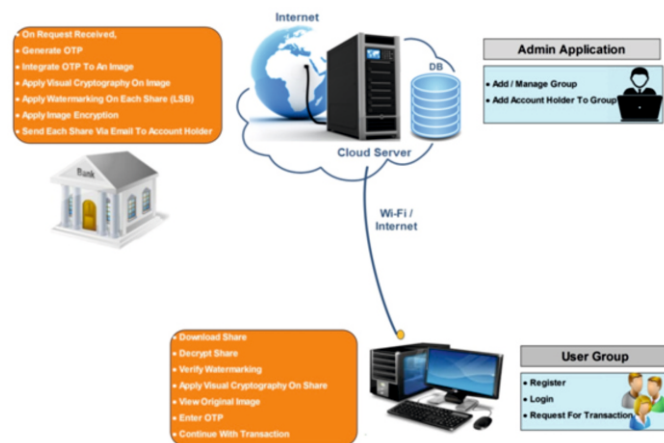 Internet
• On Request Received,
• Generate OTP
• Integrate OTP To An Image
• Apply Visual Cryptography On Image
• Apply Watermarking On Each Share (LSB)
• Apply Image Encryption
• Send Each Share Via Email To Account Holder
DB
Cloud Server
Admin Application
• Add / Manage Group
• Add Account Holder To Group
Bank
Wi-Fi /
Internet
• Download Share
• Decrypt Share
• Verify Watermarking
• Apply Visual Cryptography On Share
• View Original Image
• Enter OTP
• Continue With Transaction
User Group
• Register
• Login
• Request For Transaction